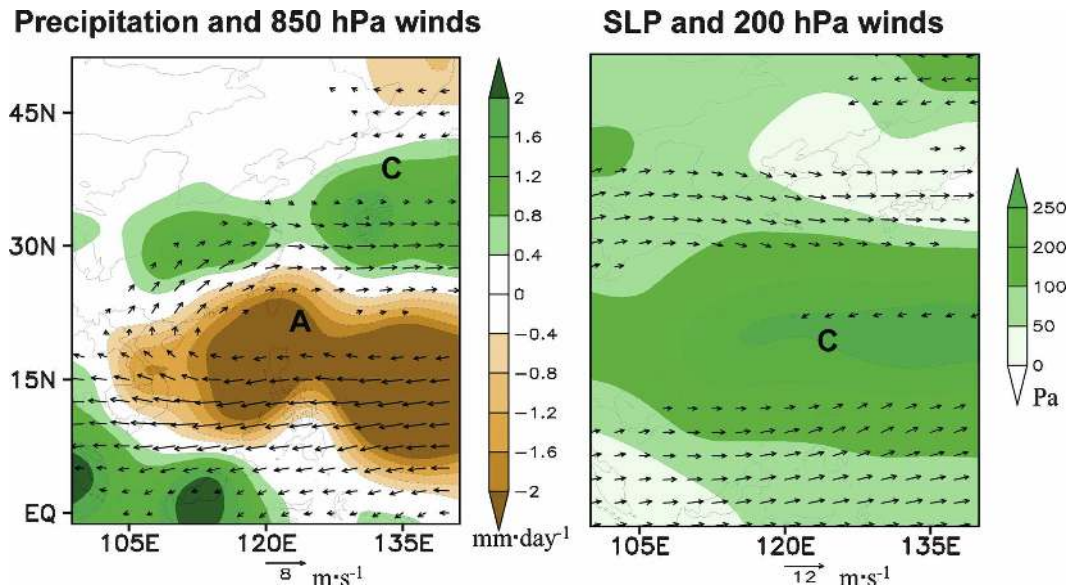 Precipitation and 850 hPa winds
SLP and 200 hPa winds
45N
30N
15N
EQ
105E
120E
135E
C
A
8
m·s-1
2
1.6
1.2
0.8
0.4
0
−0.4
−0.8
−1.2
−1.6
−2
mm·day-1
C
105E
120E
135E
12
m·s-1
250
200
100
50
0
Pa